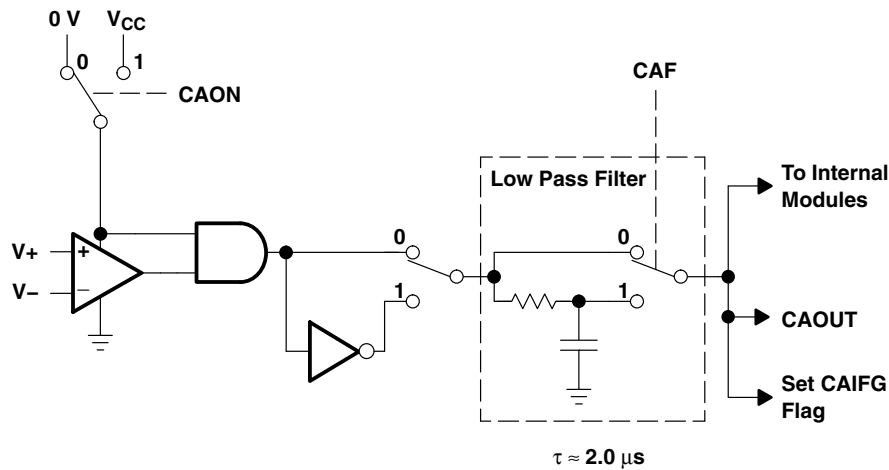 0 V
VCC
0
1
CAON
CAF
Low Pass Filter
To Internal
Modules
V+
+
V−
−
0
1
0
1
CAOUT
Set CAIFG
Flag
τ ≈ 2.0 μs